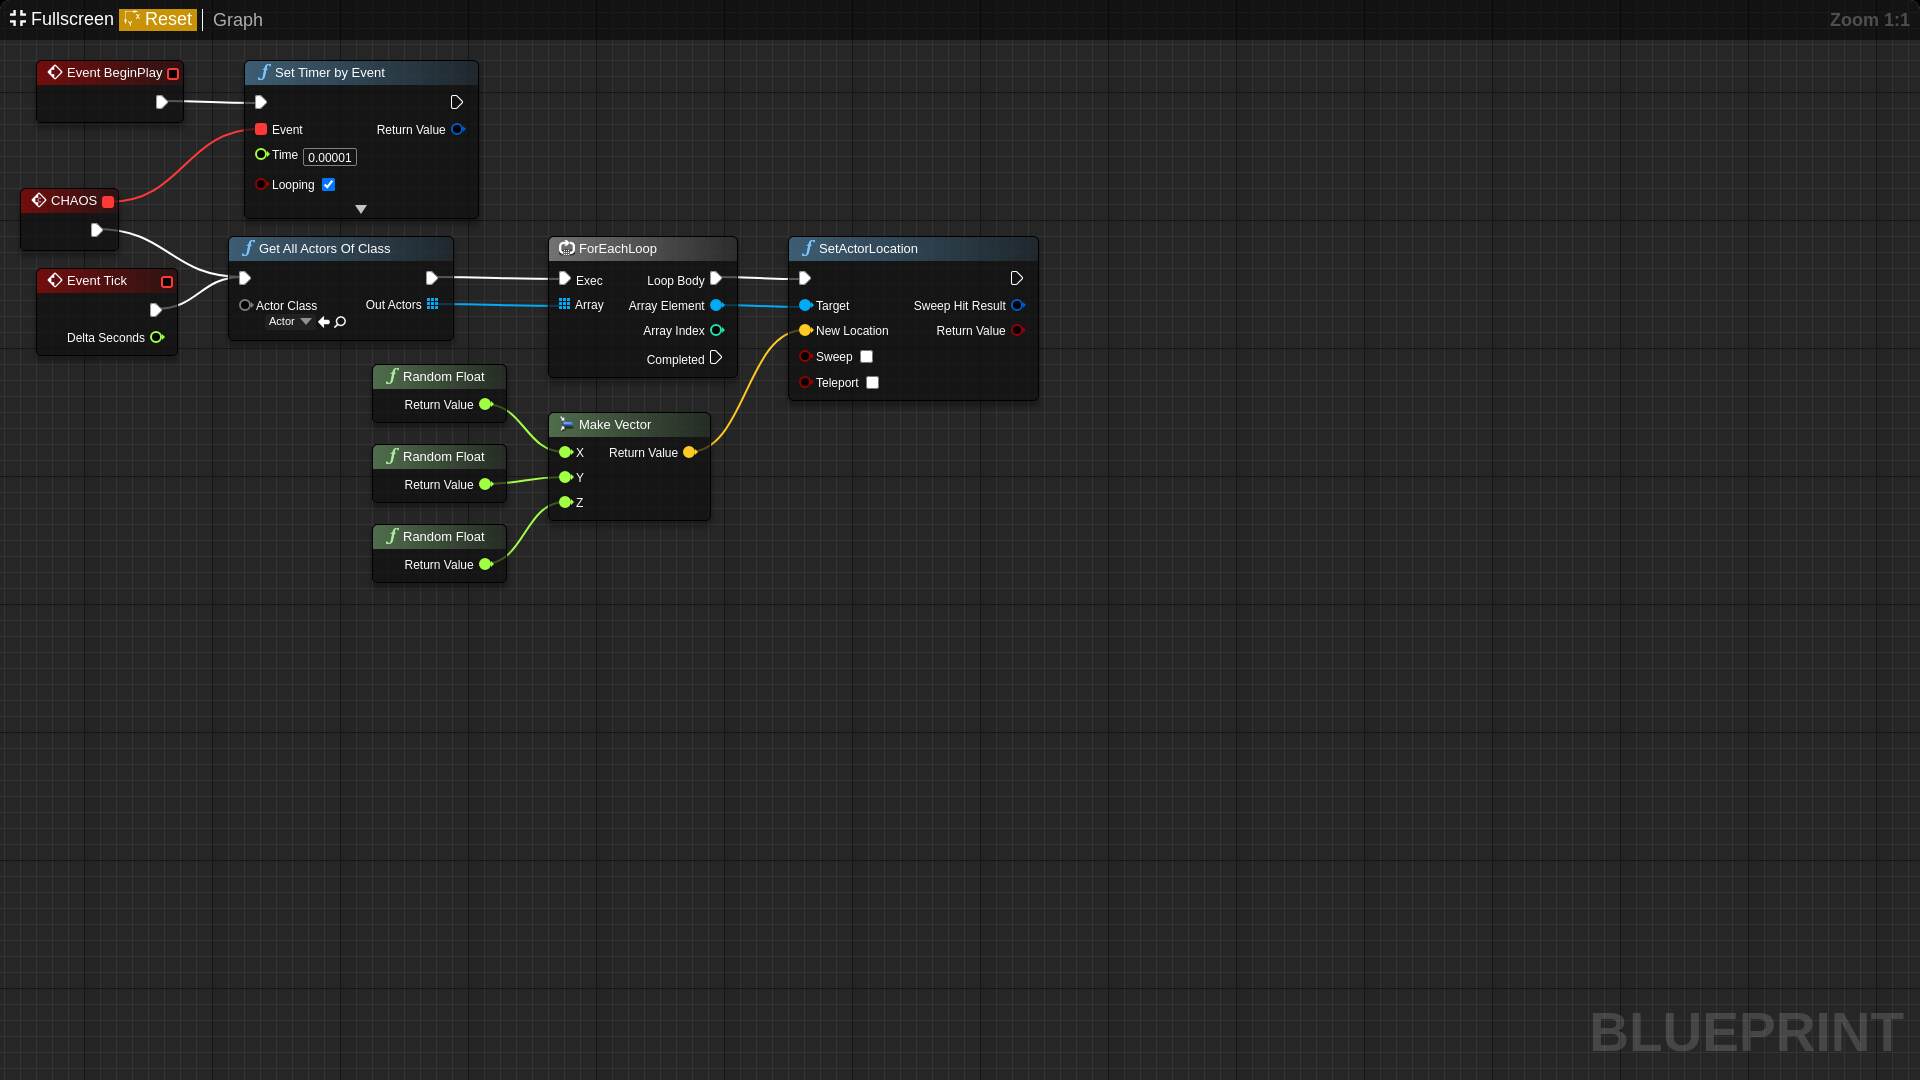 Fullscreen Reset Graph Zoom 1:1
Event BeginPlay
Set Timer by Event
Event Return Value
Time 0.00001
Looping
CHAOS
Event Tick
Delta Seconds
Get All Actors Of Class
Actor Class Out Actors
Actor
ForEachLoop
Exec Loop Body
Array Array Element
Array Index
Completed
SetActorLocation
Target Sweep Hit Result
New Location Return Value
Sweep
Teleport
Random Float
Return Value
Random Float
Return Value
Random Float
Return Value
Make Vector
X Return Value
Y
Z
BLUEPRINT